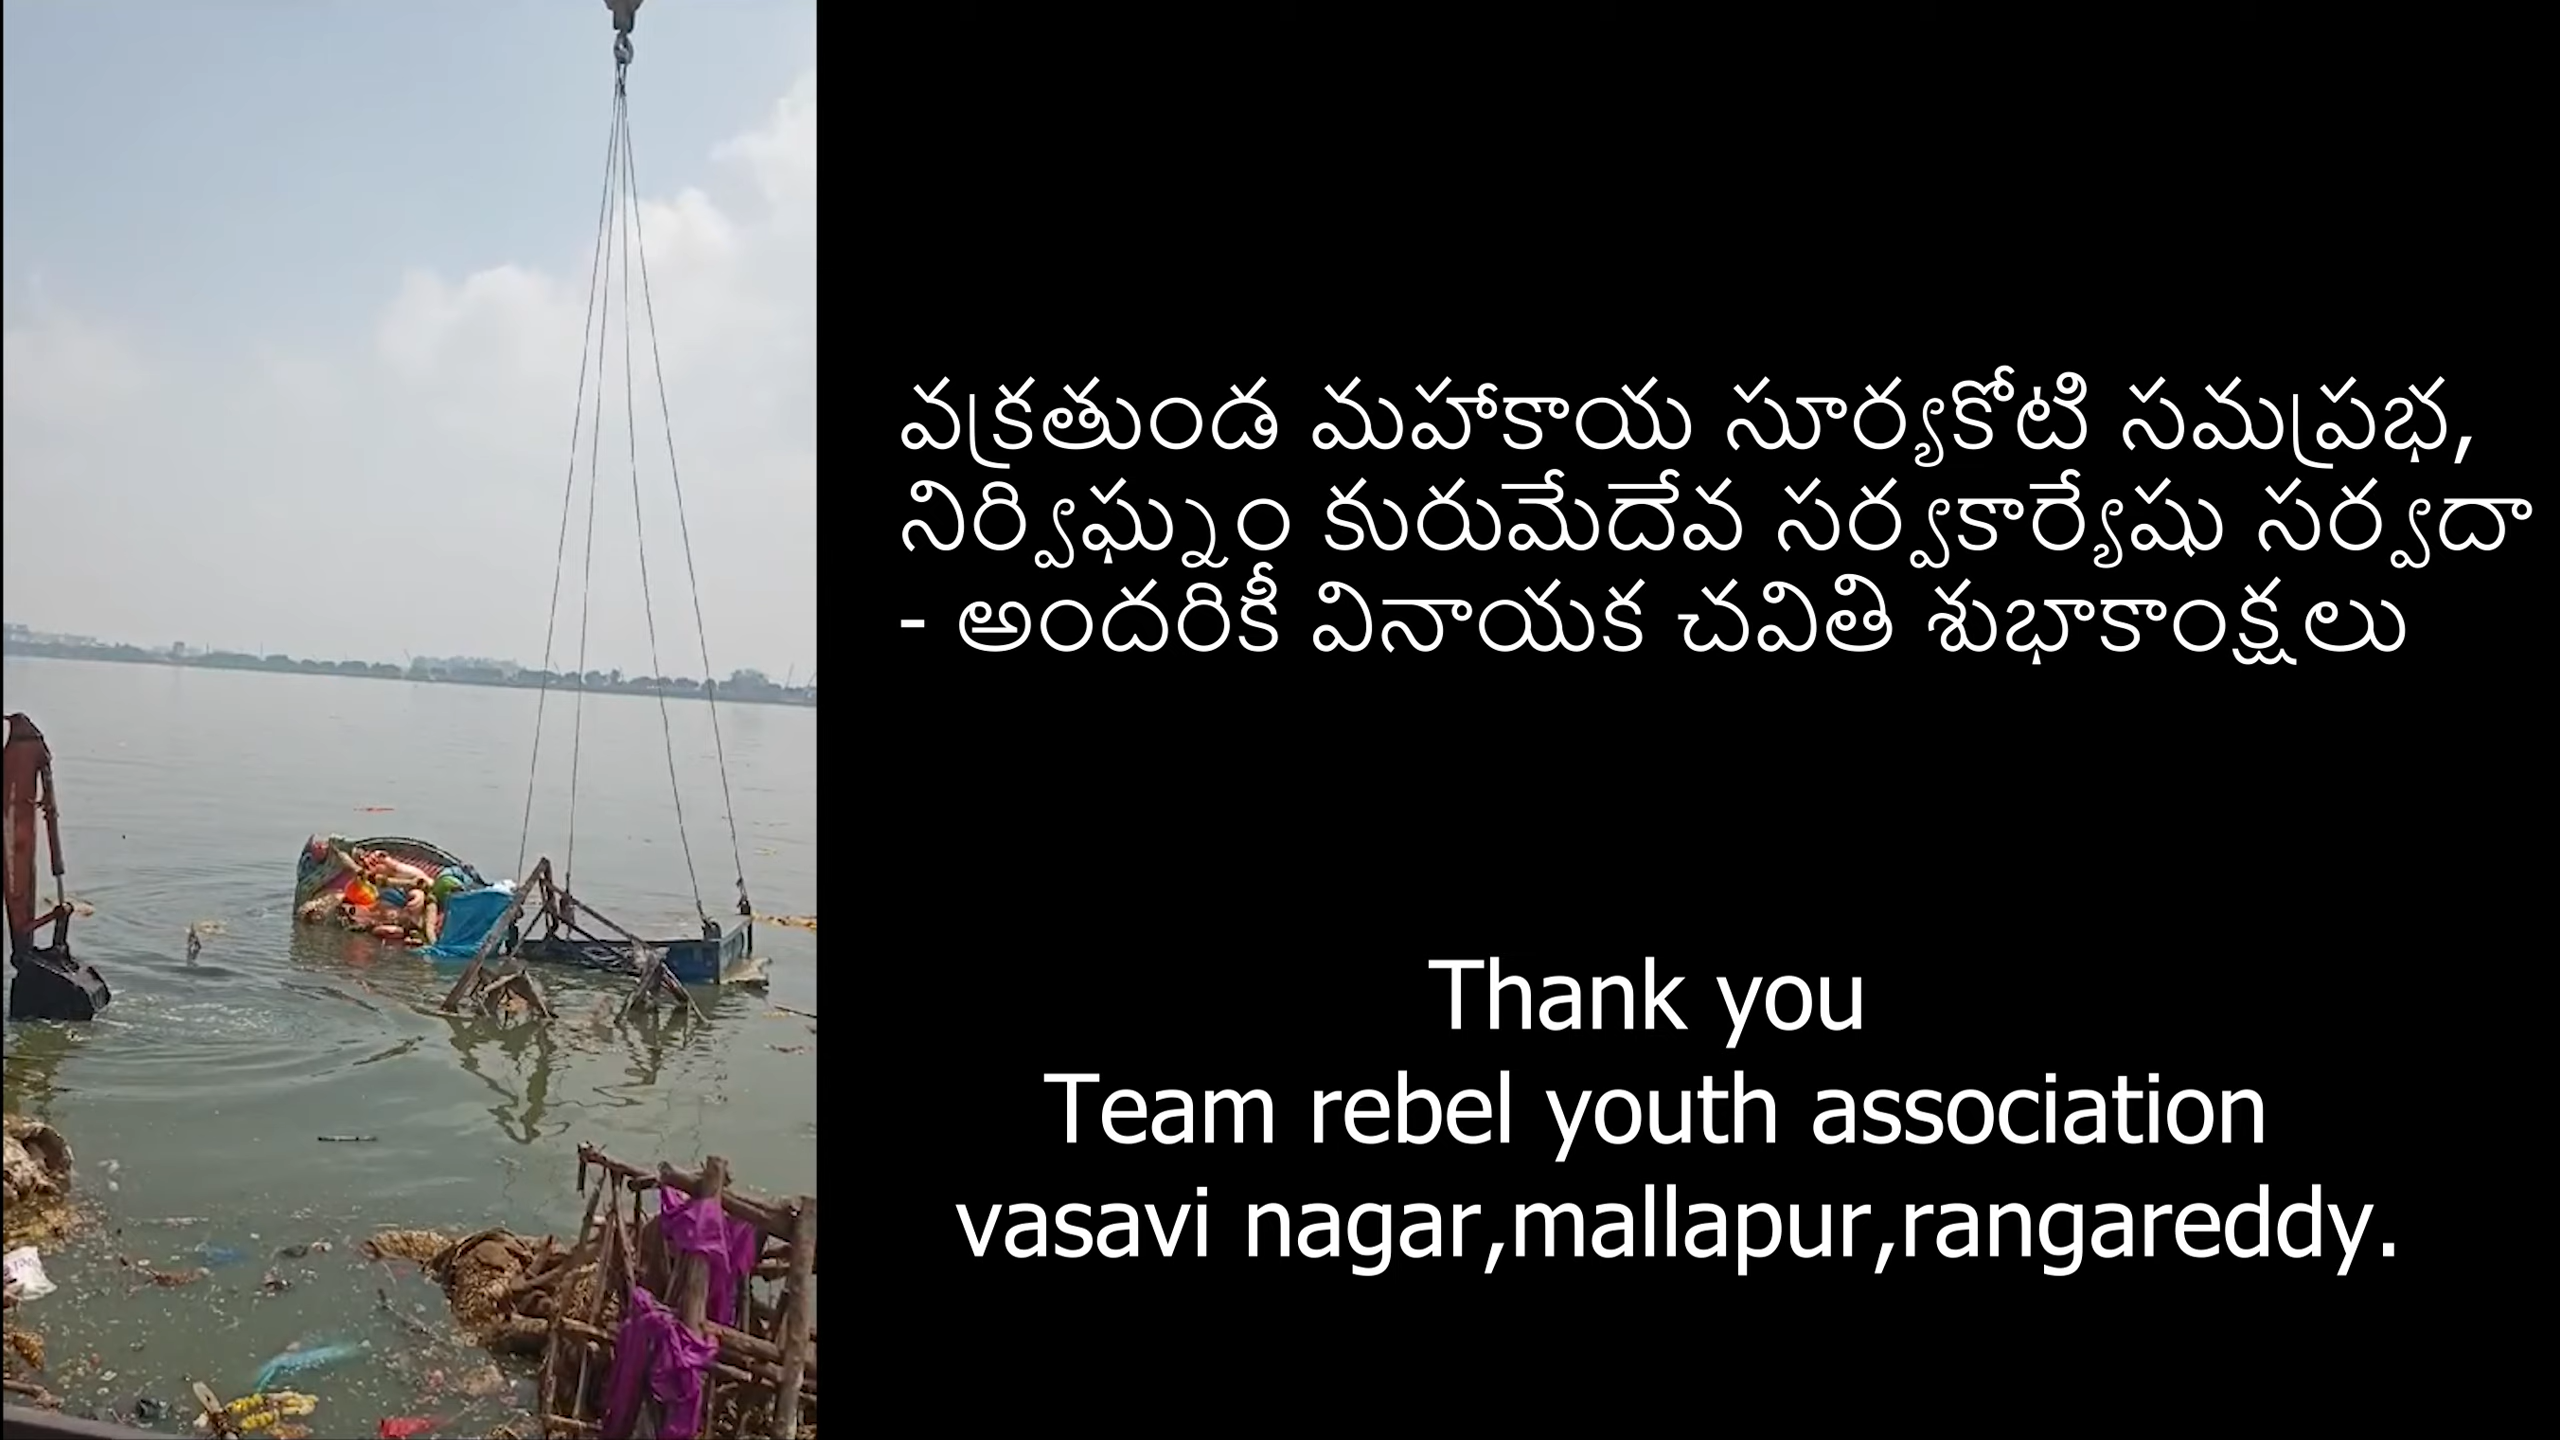 వక్రతుండ మహాకాయ సూర్యకోటి సమప్రభ,
నిర్విఘ్నం కురుమేదేవ సర్వకార్యేషు సర్వదా
- అందరికీ వినాయక చవితి శుభాకాంక్షలు
Thank you
Team rebel youth association
vasavi nagar,mallapur,rangareddy.